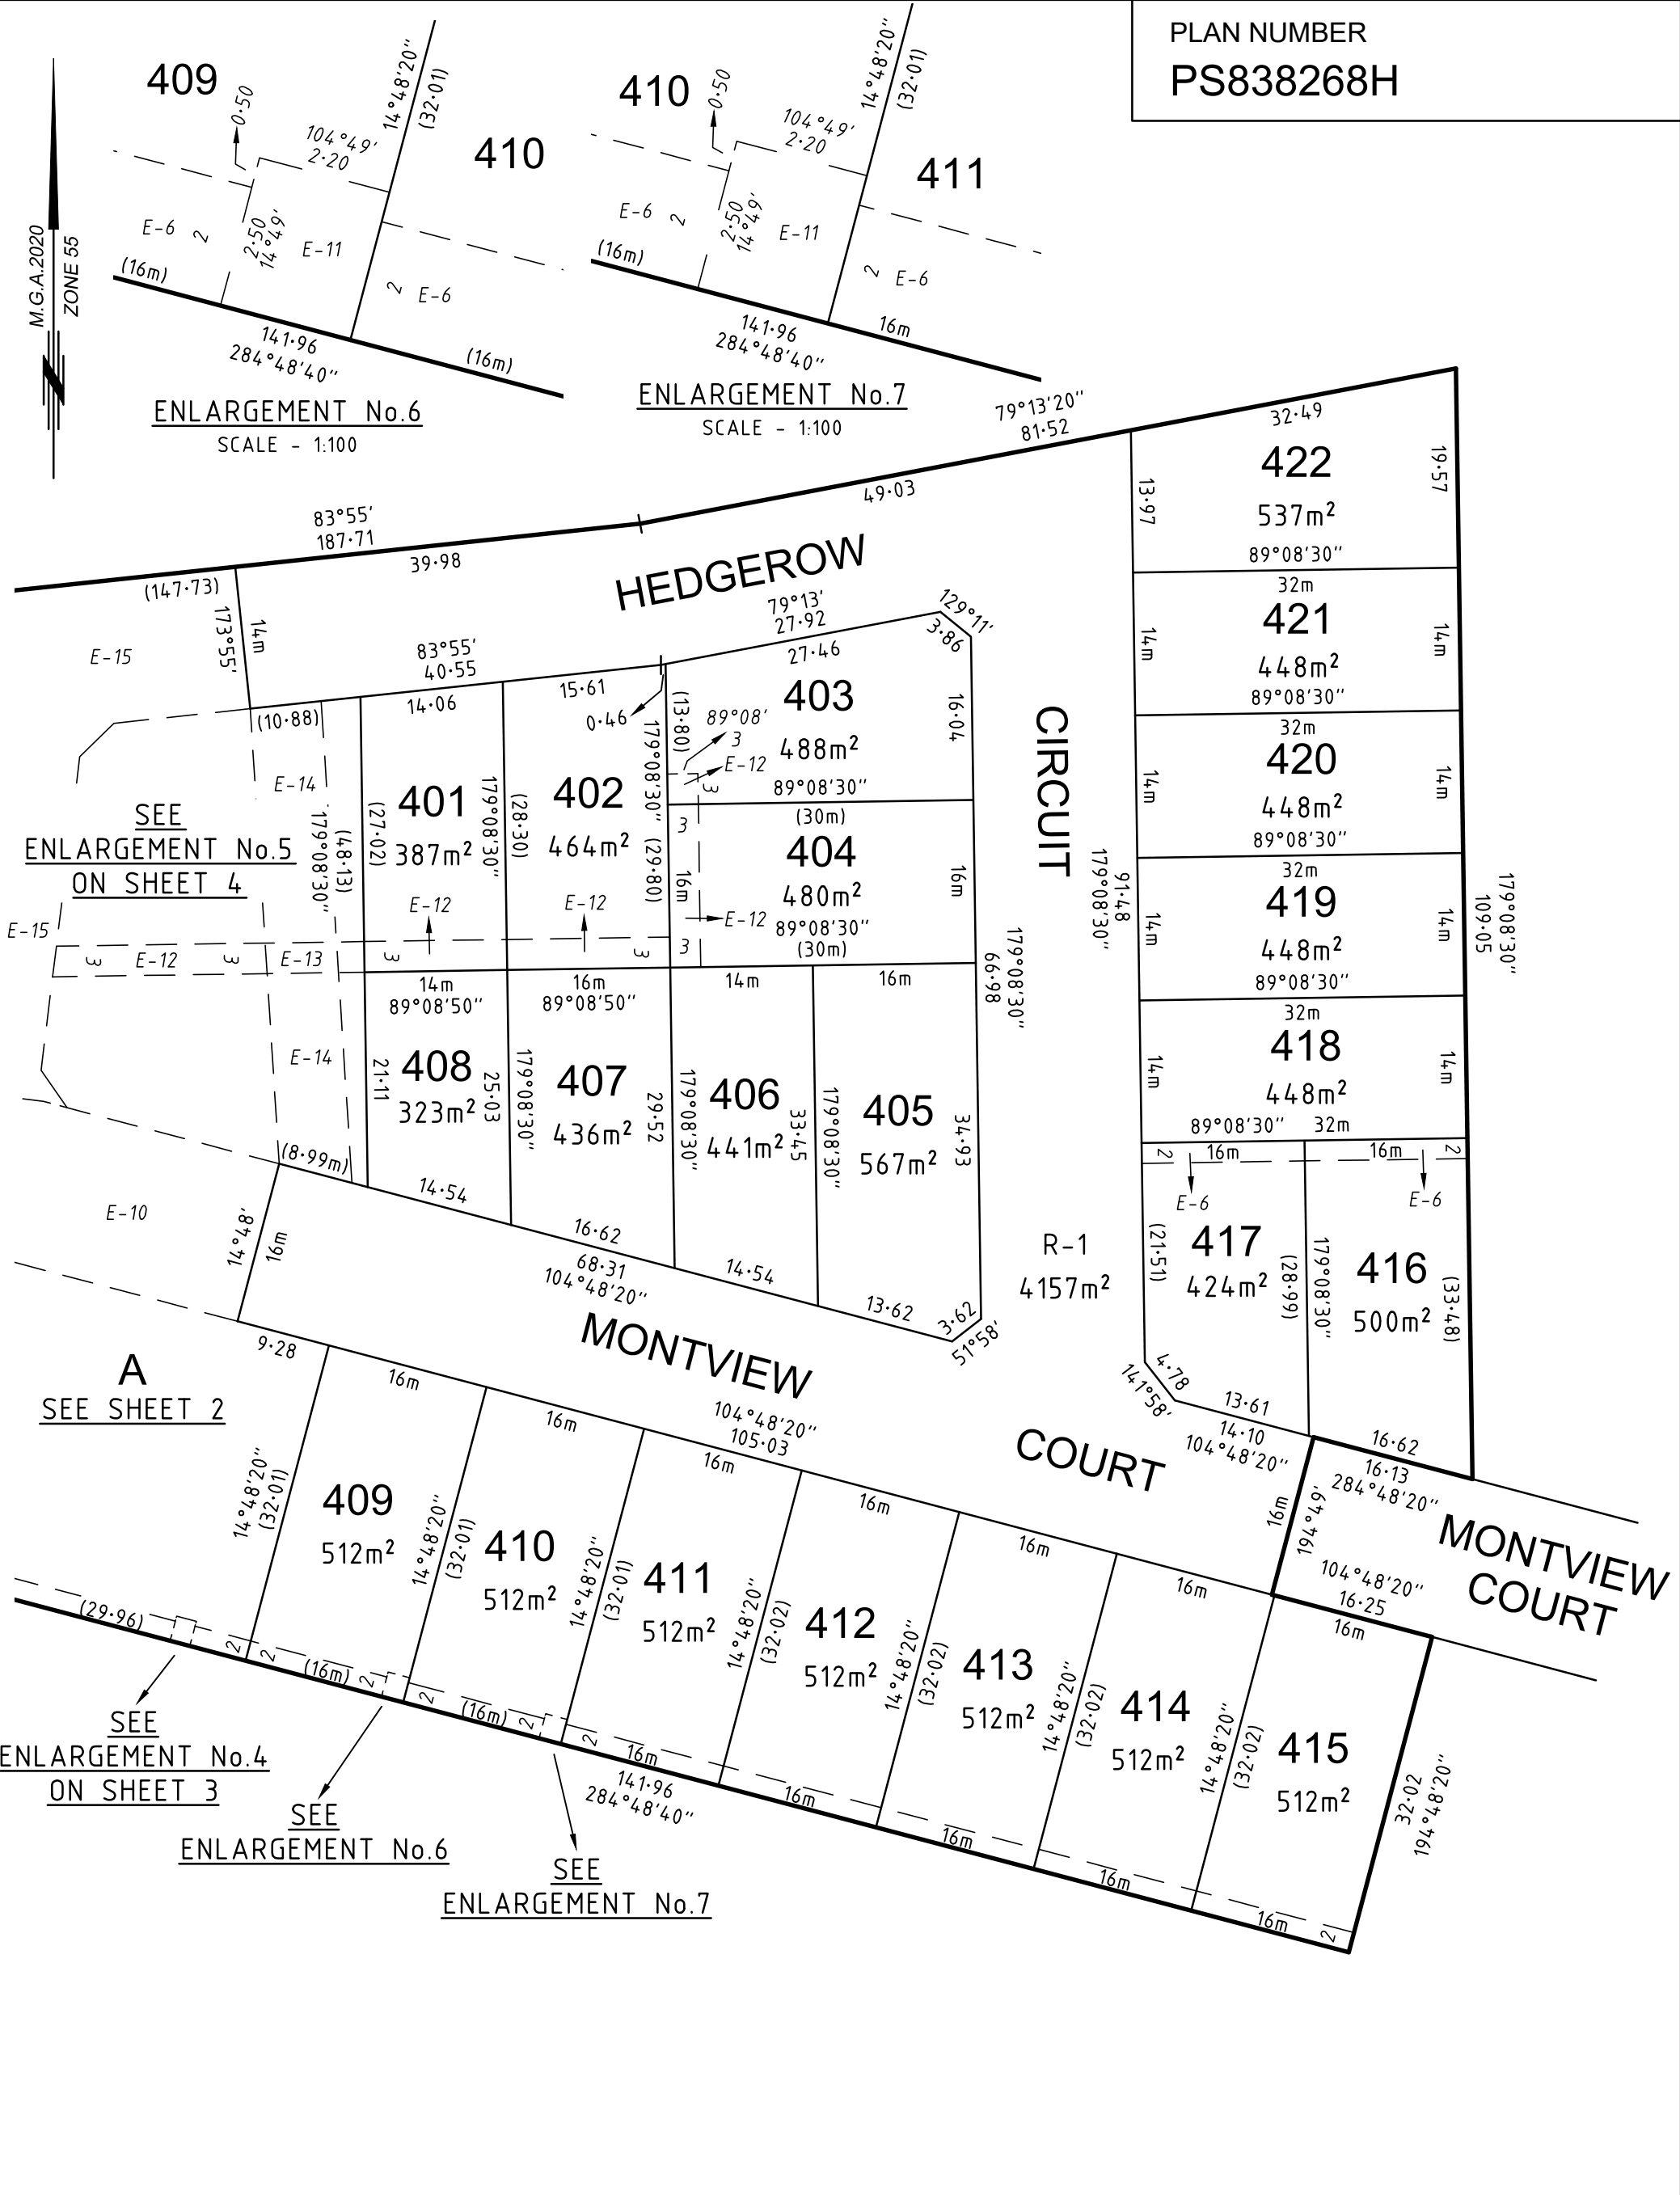 PLAN NUMBER
PS838268H
M.G.A.2020
ZONE 55
409
0·50
104°49'
2·20
14°48'20"
(32·01)
410
E-6
2
2·50
14°49'
E-11
(16m)
2
E-6
141·96
284°48'40"
(16m)
ENLARGEMENT No.6
SCALE - 1:100
410
0·50
104°49'
2·20
14°48'20"
(32·01)
411
E-6
2
2·50
14°49'
E-11
(16m)
2
E-6
16m
141·96
284°48'40"
ENLARGEMENT No.7
SCALE - 1:100
79°13'20"
81·52
32·49
83°55'
187·71
49·03
39·98
(147·73)
HEDGEROW
CIRCUIT
173°55'
14m
E-15
83°55'
40·55
79°13'
27·92
27·46
129°11'
3·86
(10·88)
14·06
15·61
0·46
E-14
SEE
ENLARGEMENT No.5
ON SHEET 4
179°08'30"
(48·13)
(27·02)
401
387m²
179°08'30"
(28·30)
402
464m²
179°08'30"
(29·80)
(13·80)
89°08'
3
E-12
3
403
488m²
89°08'30"
16·04
(30m)
3
404
480m²
16m
16m
E-12
89°08'30"
(30m)
3
E-12
E-12
3
3
E-15
3
E-12
3
E-13
14m
89°08'50"
16m
89°08'50"
14m
16m
E-14
21·11
408
323m²
25·03
179°08'30"
407
436m²
29·52
179°08'30"
406
441m²
33·45
179°08'30"
405
567m²
34·93
179°08'30"
66·98
(8·99m)
14·54
16·62
68·31
104°48'20"
14·54
13·62
3·62
51°58'
E-10
14°48'
16m
R-1
4157m²
422
537m²
13·97
19·57
89°08'30"
32m
421
448m²
14m
14m
89°08'30"
32m
420
448m²
14m
14m
89°08'30"
32m
419
448m²
14m
14m
89°08'30"
32m
418
448m²
14m
14m
89°08'30"
32m
91·48
179°08'30"
179°08'30"
109·05
2
16m
16m
2
E-6
E-6
(21·51)
417
424m²
(28·99)
179°08'30"
416
500m²
(33·48)
4·78
141°58'
13·61
14·10
104°48'20"
16·62
16·13
284°48'20"
16m
194°49'
104°48'20"
16·25
MONTVIEW
COURT
MONTVIEW
COURT
A
SEE SHEET 2
9·28
16m
16m
104°48'20"
105·03
16m
16m
16m
16m
16m
14°48'20"
(32·01)
409
512m²
14°48'20"
(32·01)
410
512m²
14°48'20"
(32·01)
411
512m²
14°48'20"
(32·02)
412
512m²
14°48'20"
(32·02)
413
512m²
14°48'20"
(32·02)
414
512m²
14°48'20"
(32·02)
415
512m²
32·02
194°48'20"
(29·96)
2
2
(16m)
2
2
(16m)
2
2
16m
141·96
284°48'40"
16m
16m
16m
16m
2
SEE
ENLARGEMENT No.4
ON SHEET 3
SEE
ENLARGEMENT No.6
SEE
ENLARGEMENT No.7